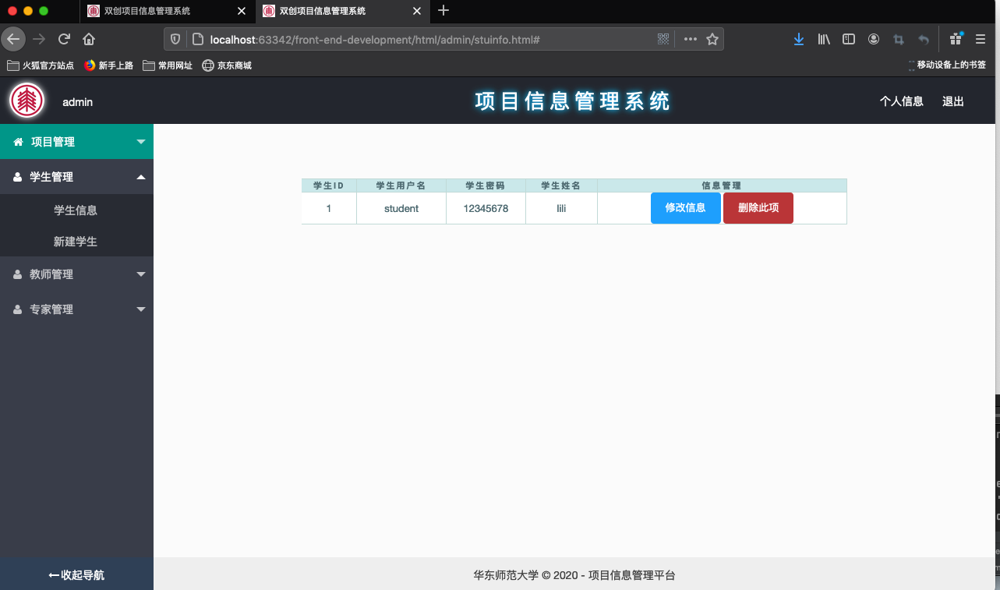 双创项目信息管理系统
双创项目信息管理系统
localhost:63342/front-end-development/html/admin/stuinfo.html#
火狐官方站点 新手上路 常用网址 京东商城 移动设备上的书签
admin 项目信息管理系统 个人信息 退出
项目管理
学生管理
学生信息
新建学生
教师管理
专家管理
学生ID 学生用户名 学生密码 学生姓名 信息管理
1 student 12345678 lili 修改信息 删除此项
收起导航
华东师范大学 © 2020 - 项目信息管理平台